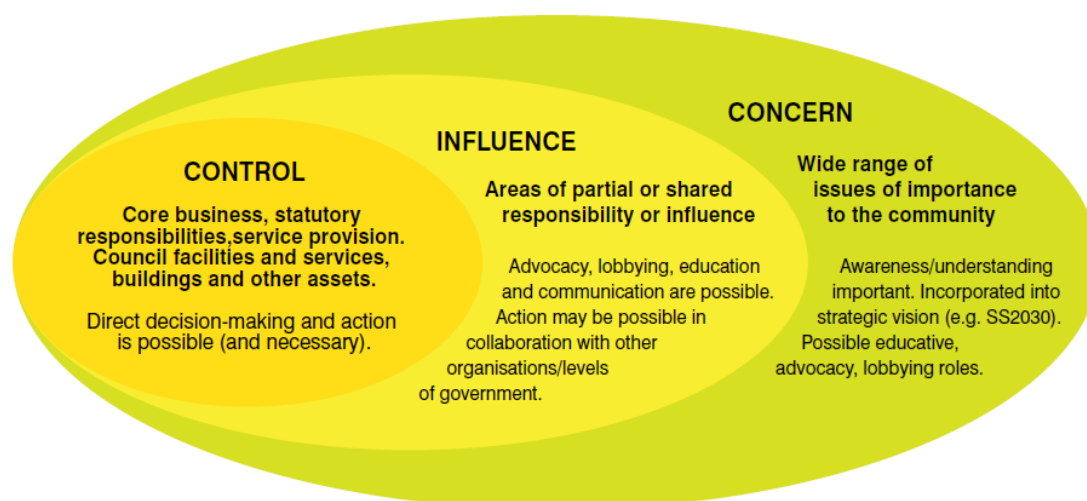 CONTROL
Core business, statutory
responsibilities,service provision.
Council facilities and services,
buildings and other assets.
Direct decision-making and action
is possible (and necessary).
INFLUENCE
Areas of partial or shared
responsibility or influence
Advocacy, lobbying, education
and communication are possible.
Action may be possible in
collaboration with other
organisations/levels
of government.
CONCERN
Wide range of
issues of importance
to the community
Awareness/understanding
important. Incorporated into
strategic vision (e.g. SS2030).
Possible educative,
advocacy, lobbying roles.